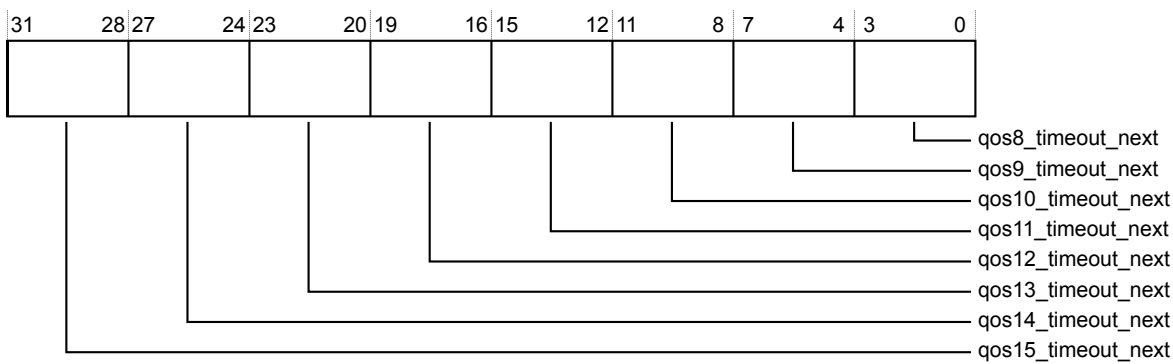 31 28 27 24 23 20 19 16 15 12 11 8 7 4 3 0
qos8_timeout_next
qos9_timeout_next
qos10_timeout_next
qos11_timeout_next
qos12_timeout_next
qos13_timeout_next
qos14_timeout_next
qos15_timeout_next